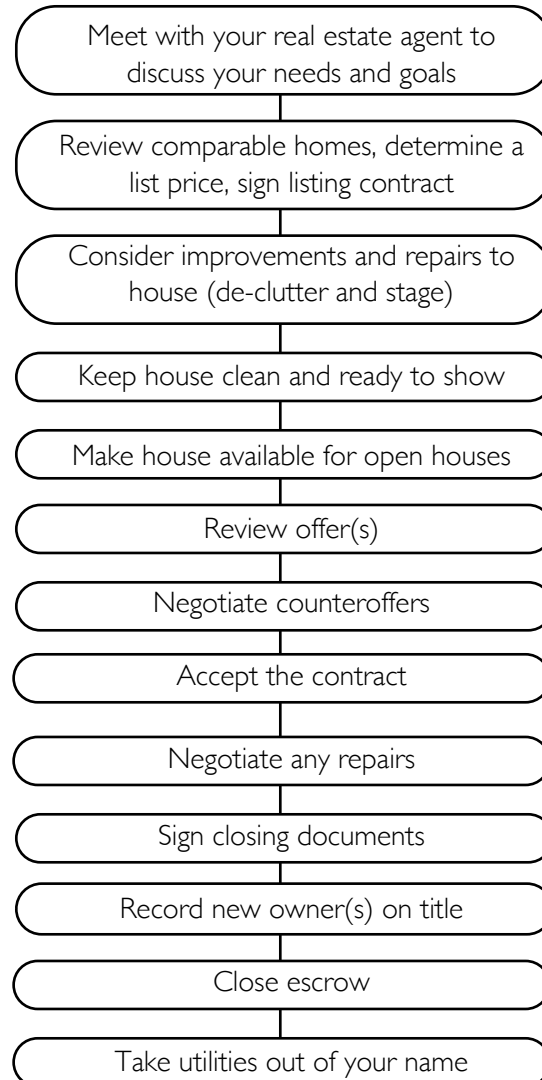 Meet with your real estate agent to
discuss your needs and goals
Review comparable homes, determine a
list price, sign listing contract
Consider improvements and repairs to
house (de-clutter and stage)
Keep house clean and ready to show
Make house available for open houses
Review offer(s)
Negotiate counteroffers
Accept the contract
Negotiate any repairs
Sign closing documents
Record new owner(s) on title
Close escrow
Take utilities out of your name